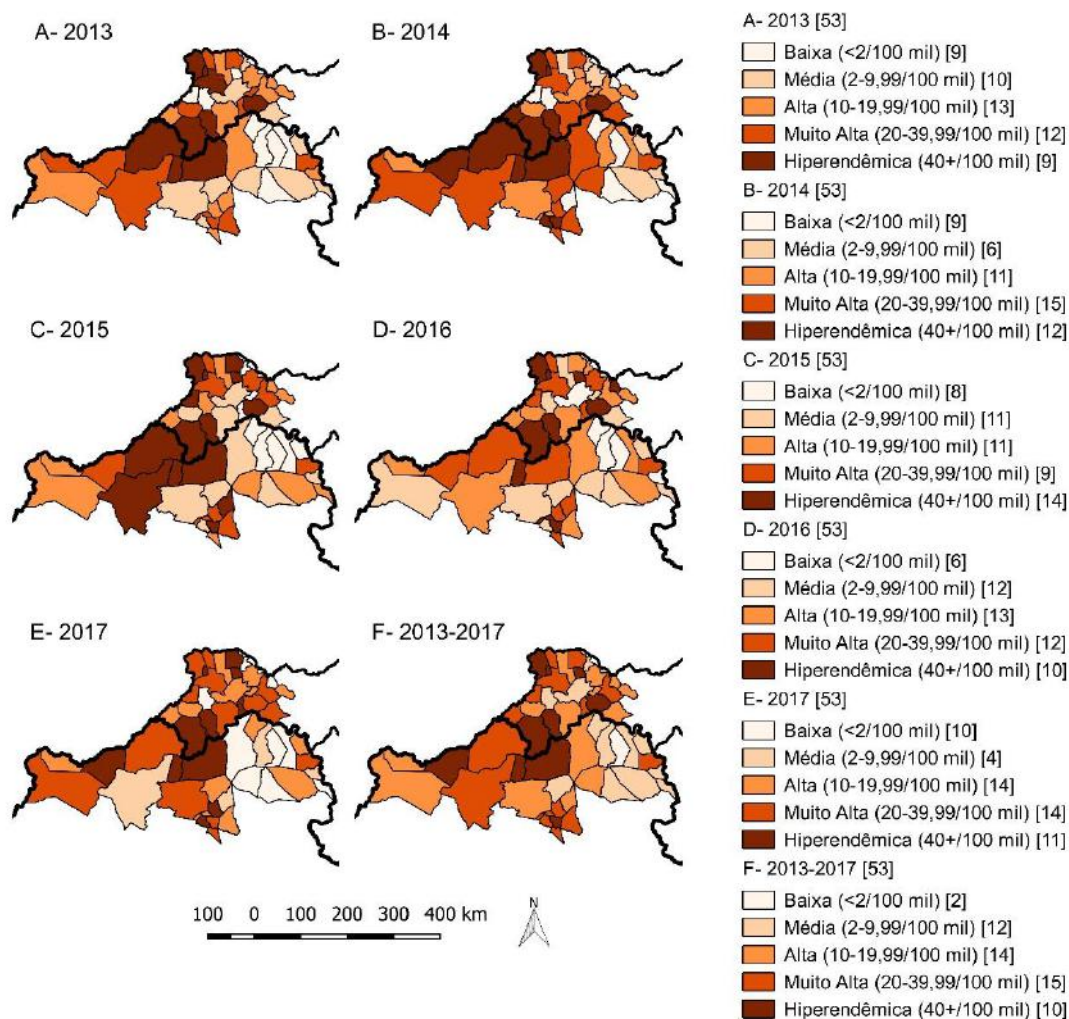 A- 2013
B- 2014
C- 2015
D- 2016
E- 2017
F- 2013-2017
100 0 100 200 300 400 km
N
A- 2013 [53]
Baixa (<2/100 mil) [9]
Média (2-9,99/100 mil) [10]
Alta (10-19,99/100 mil) [13]
Muito Alta (20-39,99/100 mil) [12]
Hiperendêmica (40+/100 mil) [9]
B- 2014 [53]
Baixa (<2/100 mil) [9]
Média (2-9,99/100 mil) [6]
Alta (10-19,99/100 mil) [11]
Muito Alta (20-39,99/100 mil) [15]
Hiperendêmica (40+/100 mil) [12]
C- 2015 [53]
Baixa (<2/100 mil) [8]
Média (2-9,99/100 mil) [11]
Alta (10-19,99/100 mil) [11]
Muito Alta (20-39,99/100 mil) [9]
Hiperendêmica (40+/100 mil) [14]
D- 2016 [53]
Baixa (<2/100 mil) [6]
Média (2-9,99/100 mil) [12]
Alta (10-19,99/100 mil) [13]
Muito Alta (20-39,99/100 mil) [12]
Hiperendêmica (40+/100 mil) [10]
E- 2017 [53]
Baixa (<2/100 mil) [10]
Média (2-9,99/100 mil) [4]
Alta (10-19,99/100 mil) [14]
Muito Alta (20-39,99/100 mil) [14]
Hiperendêmica (40+/100 mil) [11]
F- 2013-2017 [53]
Baixa (<2/100 mil) [2]
Média (2-9,99/100 mil) [12]
Alta (10-19,99/100 mil) [14]
Muito Alta (20-39,99/100 mil) [15]
Hiperendêmica (40+/100 mil) [10]